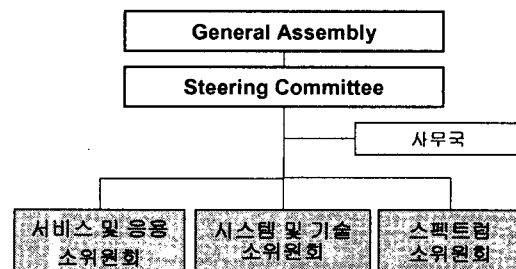 General Assembly
Steering Committee
사무국
서비스 및 응용
소위원회
시스템 및 기술
소위원회
스펙트럼
소위원회